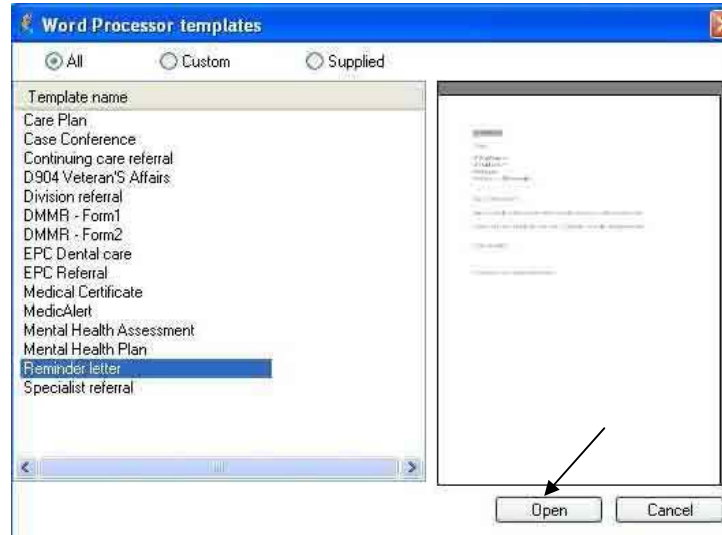 Word Processor templates
All Custom Supplied
Template name
Care Plan
Case Conference
Continuing care referral
D904 Veteran'S Affairs
Division referral
DMMR - Form1
DMMR - Form2
EPC Dental care
EPC Referral
Medical Certificate
MedicAlert
Mental Health Assessment
Mental Health Plan
Reminder letter
Specialist referral
Open Cancel